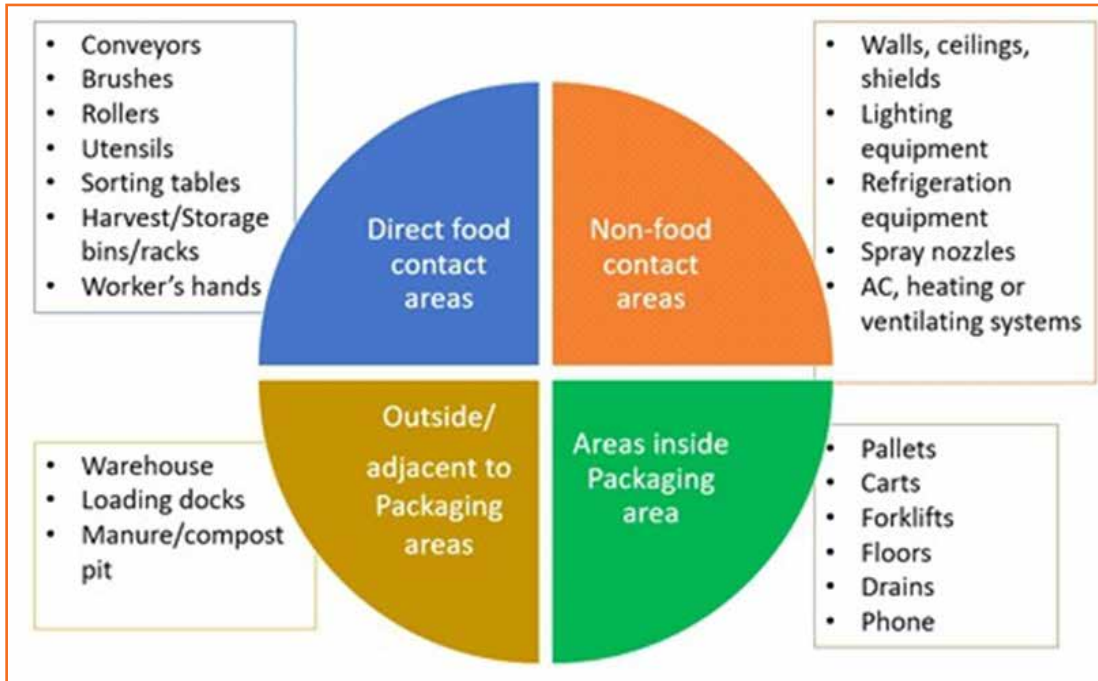 • Conveyors
• Brushes
• Rollers
• Utensils
• Sorting tables
• Harvest/Storage
bins/racks
• Worker’s hands
Direct food
contact
areas
Non-food
contact
areas
• Walls, ceilings,
shields
• Lighting
equipment
• Refrigeration
equipment
• Spray nozzles
• AC, heating or
ventilating systems
• Warehouse
• Loading docks
• Manure/compost
pit
Outside/
adjacent to
Packaging
areas
Areas inside
Packaging
area
• Pallets
• Carts
• Forklifts
• Floors
• Drains
• Phone